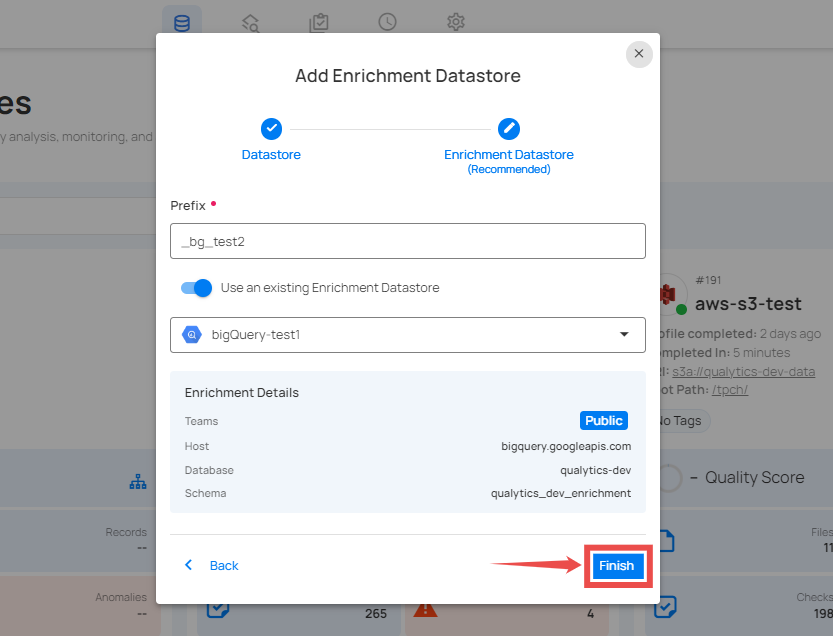 Add Enrichment Datastore
Datastore
Enrichment Datastore
(Recommended)
Prefix •
_bg_test2
Use an existing Enrichment Datastore
bigQuery-test1
Enrichment Details
Teams Public
Host bigquery.googleapis.com
Database qualytics-dev
Schema qualytics_dev_enrichment
Back
Finish
y analysis, monitoring, and
#191
aws-s3-test
ofile completed: 2 days ago
mpleted In: 5 minutes
RI: s3a://qualytics-dev-data
ot Path: /tpch/
No Tags
– Quality Score
Records
--
Files
11
Anomalies
--
265
4
Checks
198